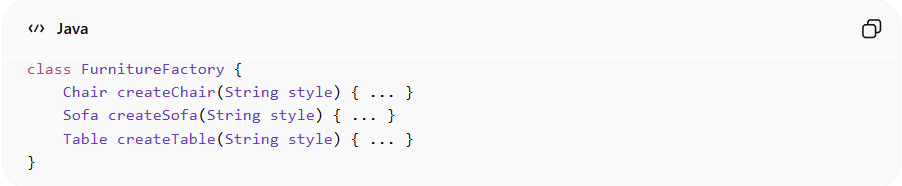 </> Java
class FurnitureFactory {
    Chair createChair(String style) { ... }
    Sofa createSofa(String style) { ... }
    Table createTable(String style) { ... }
}